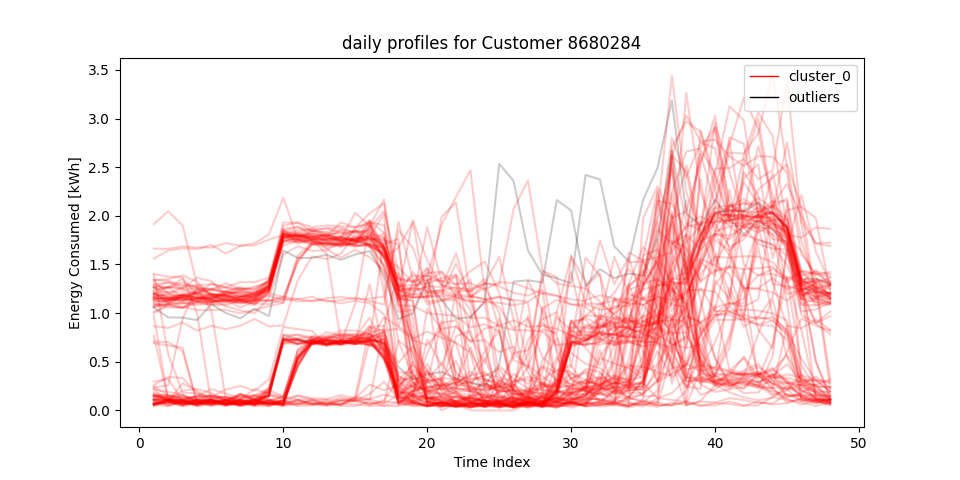 daily profiles for Customer 8680284
3.5
3.0
2.5
2.0
1.5
1.0
0.5
0.0
Energy Consumed [kWh]
cluster_0
outliers
0
10
20
30
40
50
Time Index